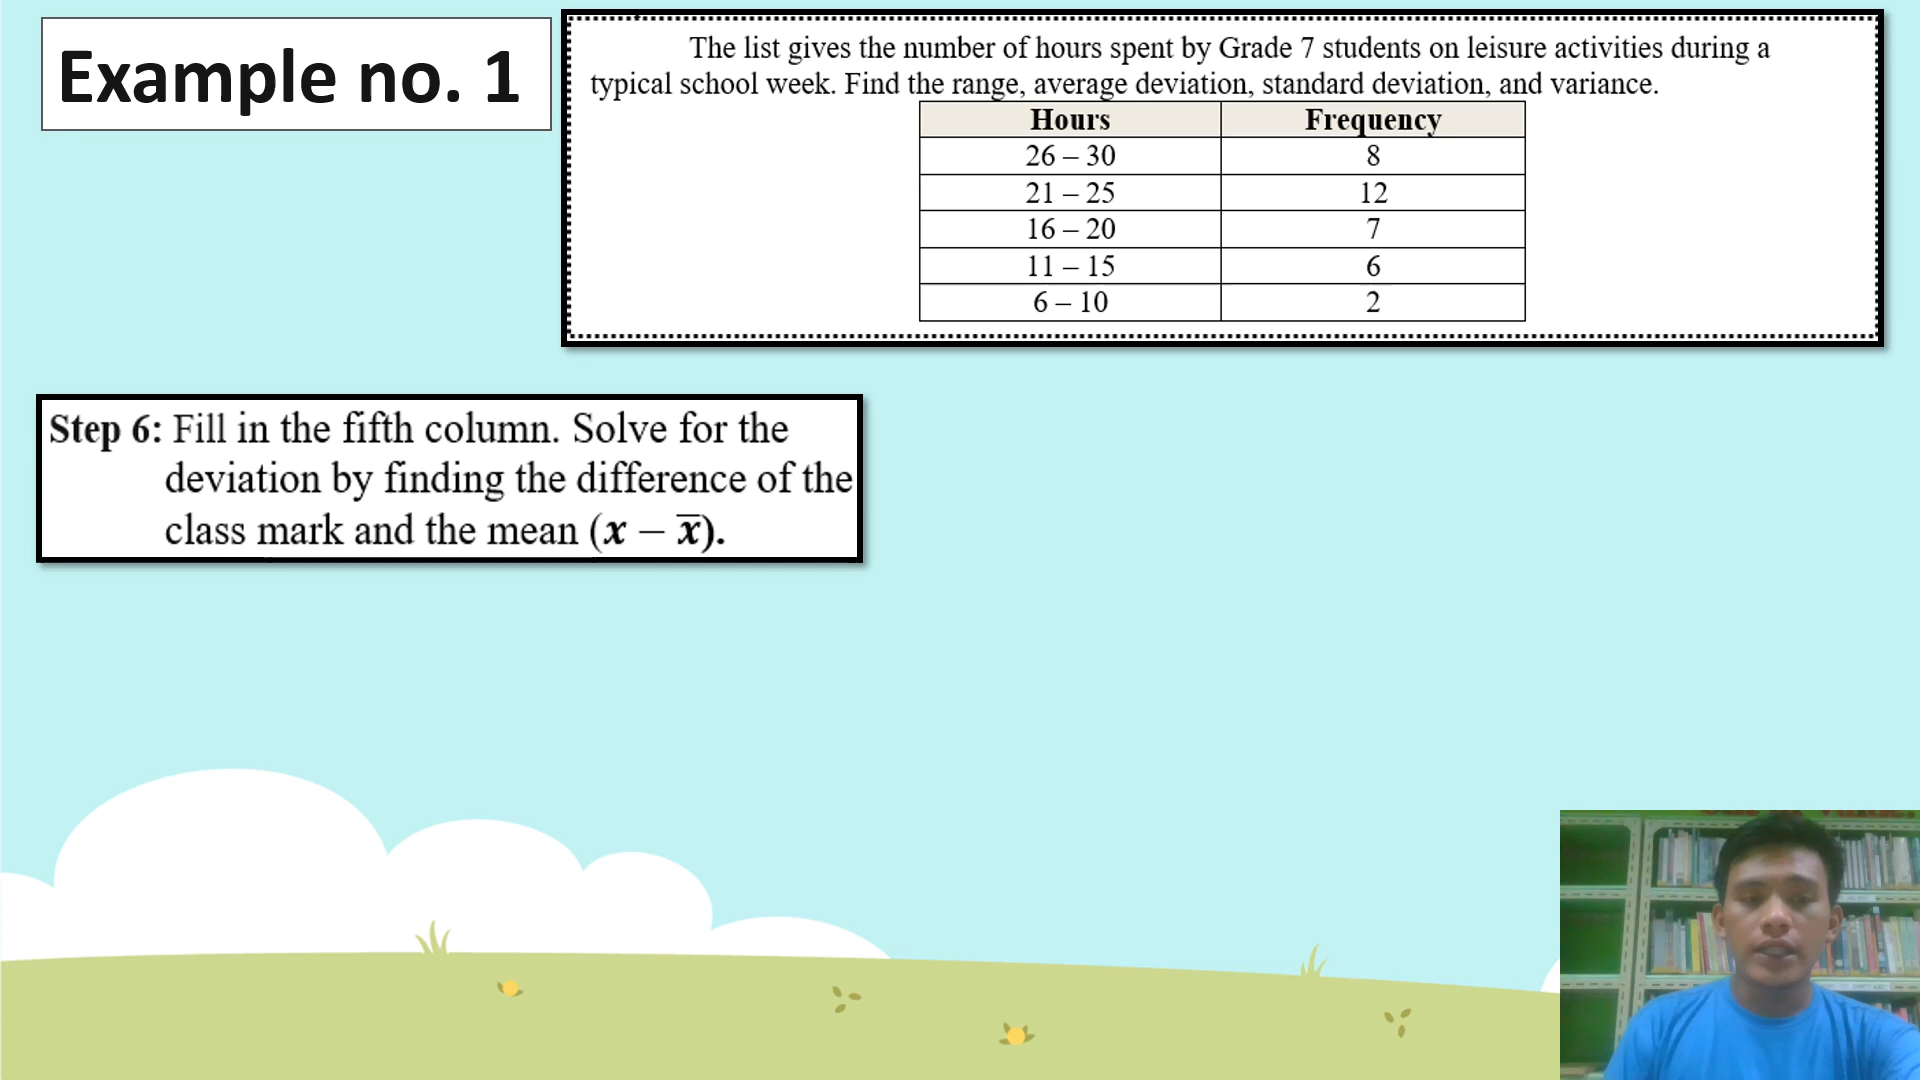 Example no. 1
The list gives the number of hours spent by Grade 7 students on leisure activities during a
typical school week. Find the range, average deviation, standard deviation, and variance.
Hours Frequency
26 – 30 8
21 – 25 12
16 – 20 7
11 – 15 6
6 – 10 2
Step 6: Fill in the fifth column. Solve for the
deviation by finding the difference of the
class mark and the mean (x – x̅).